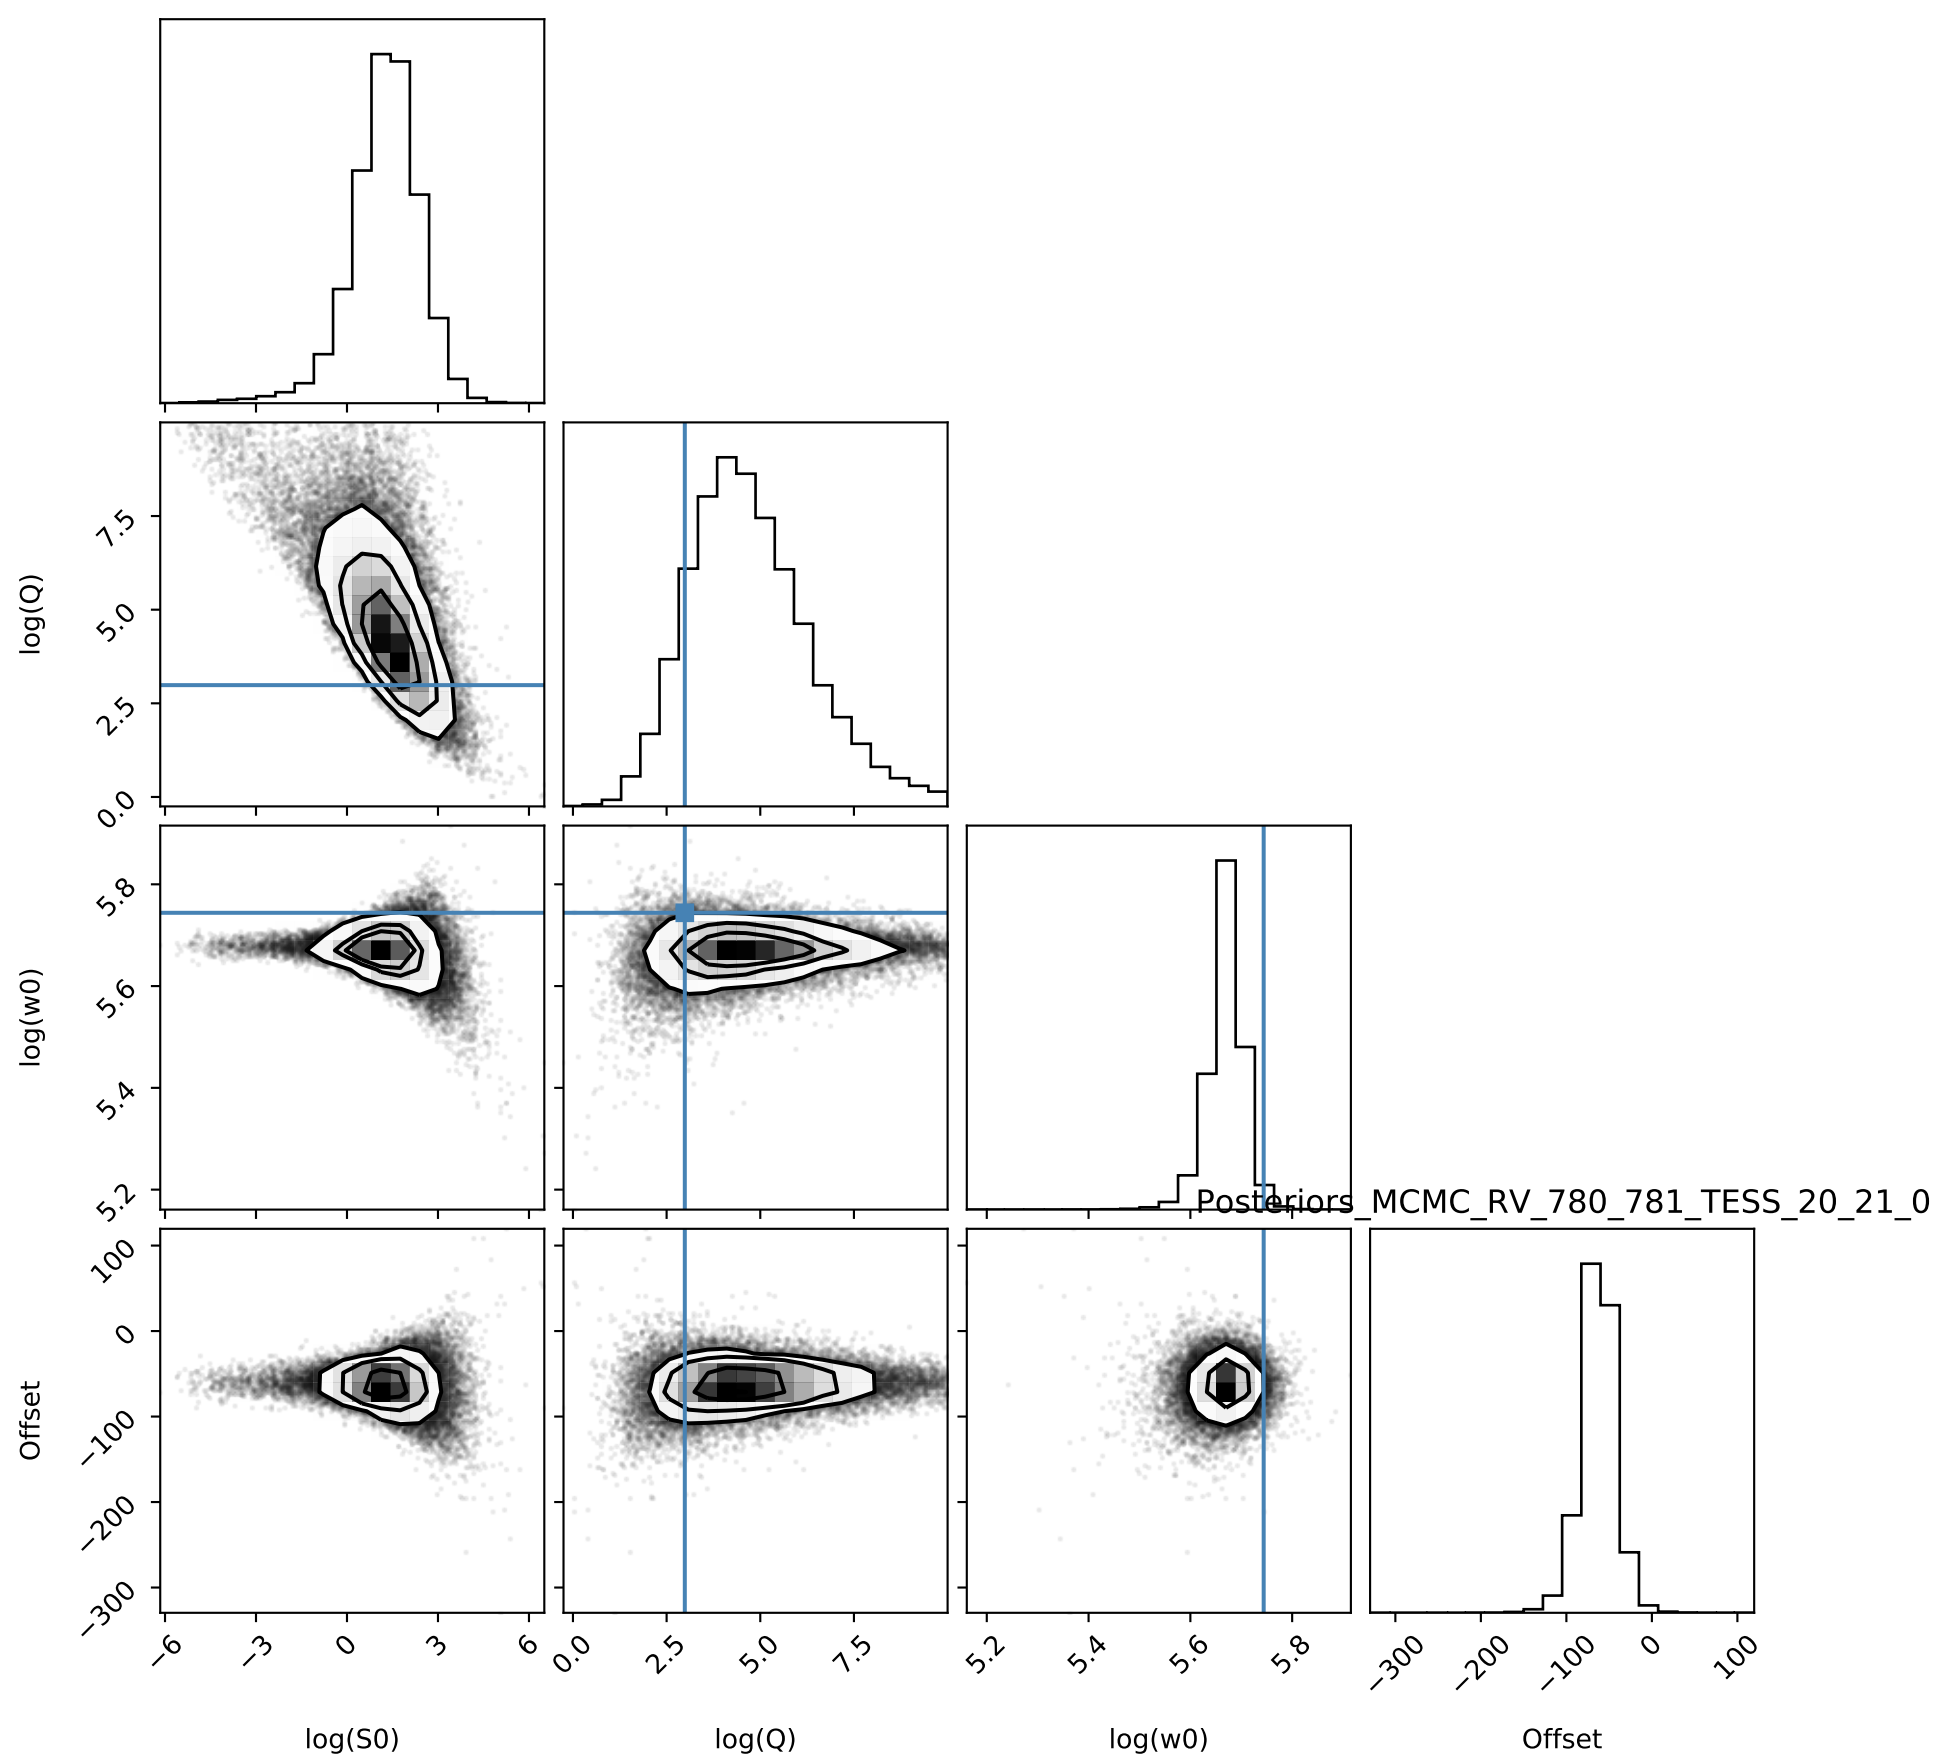 log(Q)
7.5
5.0
2.5
0.0
log(w0)
5.8
5.6
5.4
5.2
Posteriors_MCMC_RV_780_781_TESS_20_21_0
Offset
100
0
−100
−200
−300
−6 −3 0 3 6
0.0 2.5 5.0 7.5
5.2 5.4 5.6 5.8
−300 −200 −100 0 100
log(S0) log(Q) log(w0) Offset